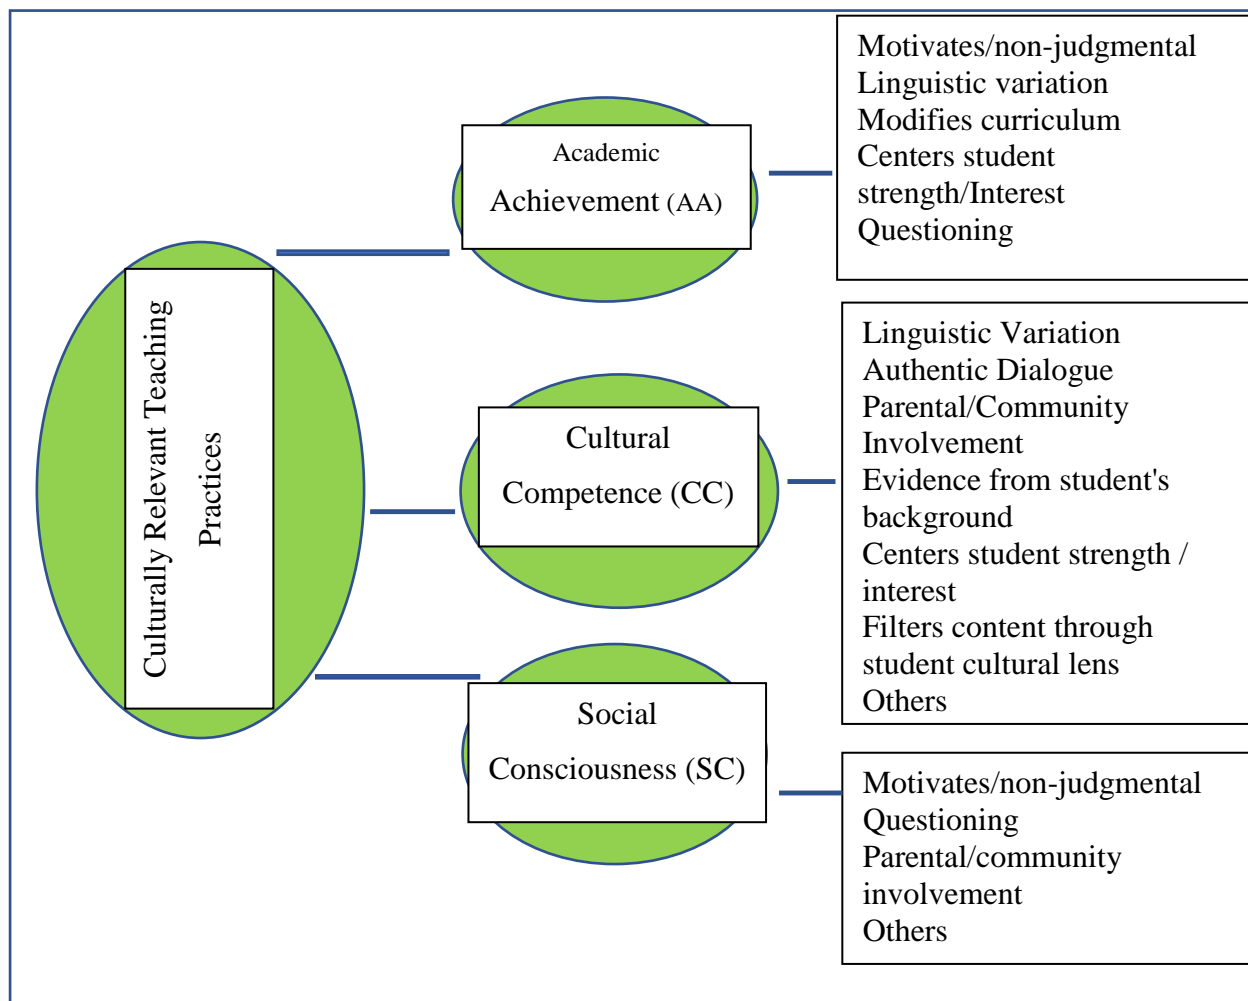 Culturally Relevant Teaching
Practices
Academic
Achievement (AA)
Motivates/non-judgmental
Linguistic variation
Modifies curriculum
Centers student
strength/Interest
Questioning
Cultural
Competence (CC)
Linguistic Variation
Authentic Dialogue
Parental/Community
Involvement
Evidence from student's
background
Centers student strength /
interest
Filters content through
student cultural lens
Others
Social
Consciousness (SC)
Motivates/non-judgmental
Questioning
Parental/community
involvement
Others